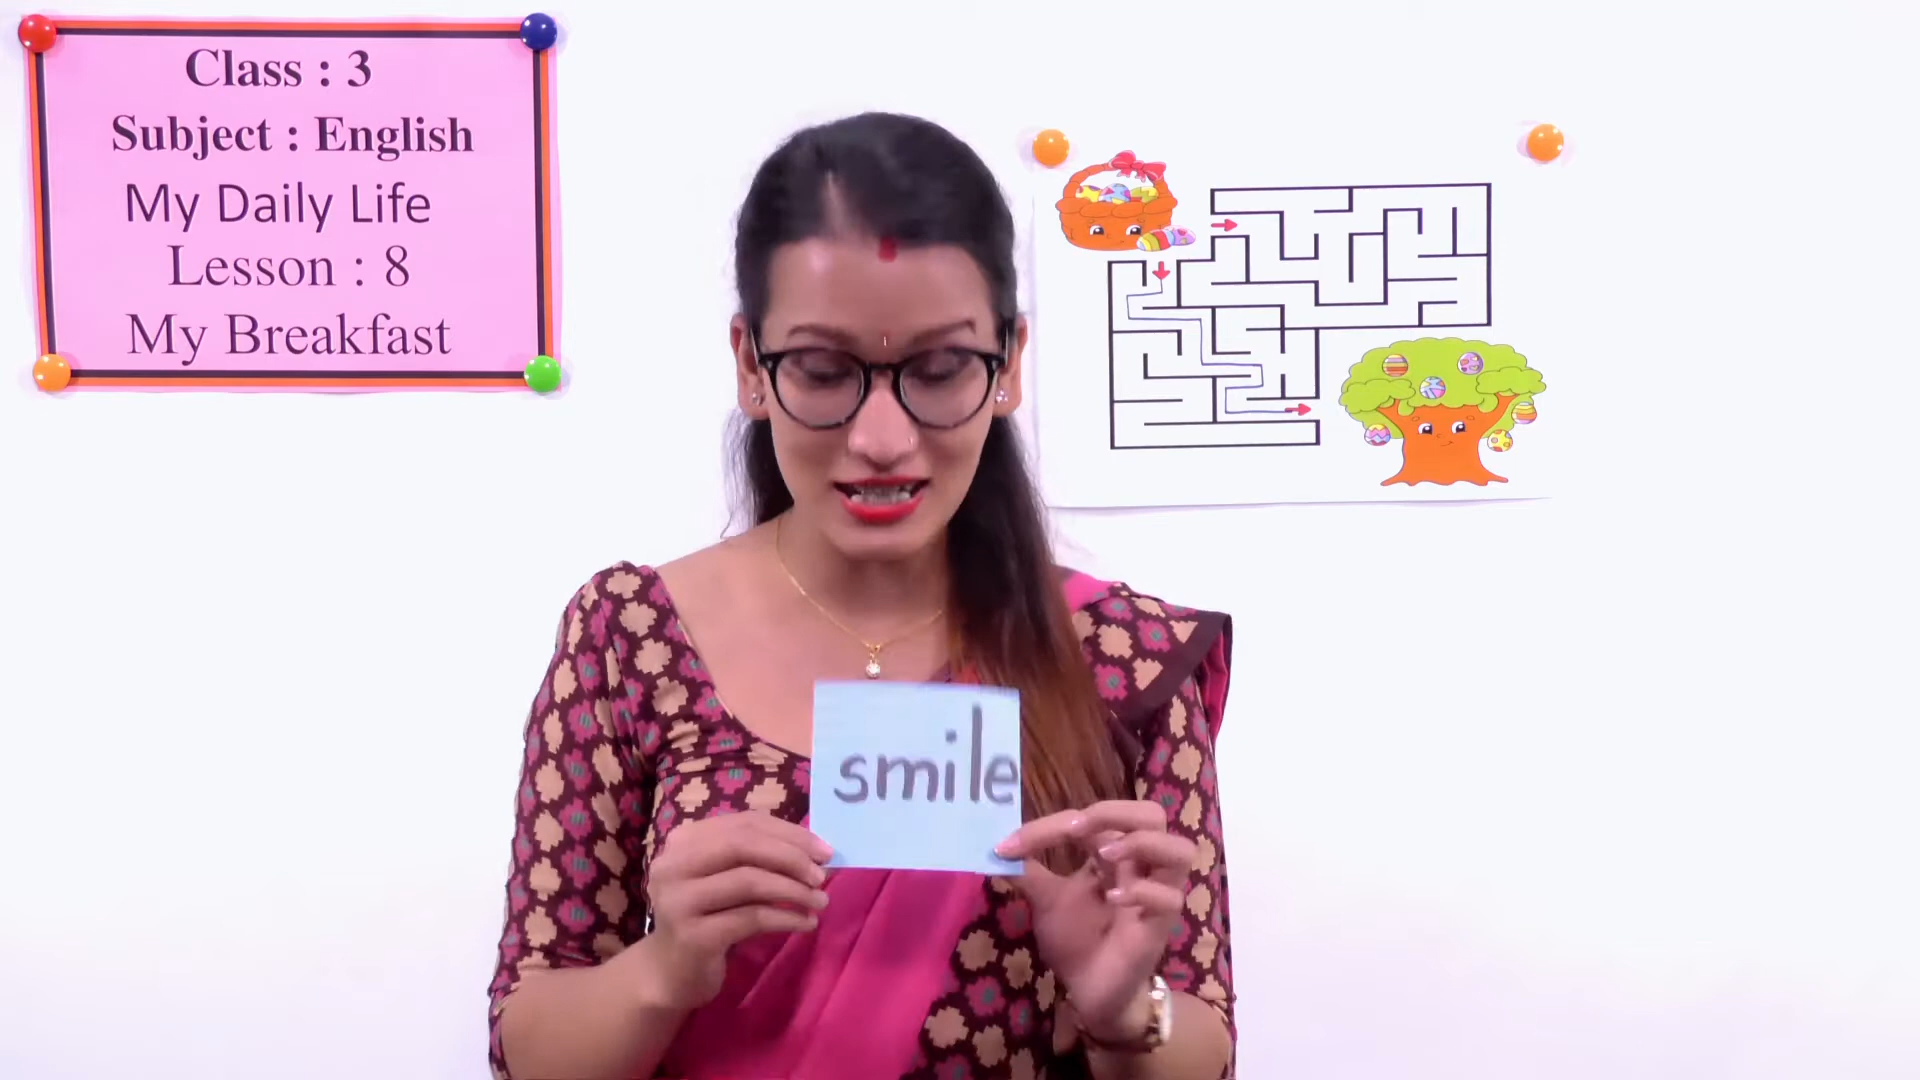 Class : 3
Subject : English
My Daily Life
Lesson : 8
My Breakfast
smile